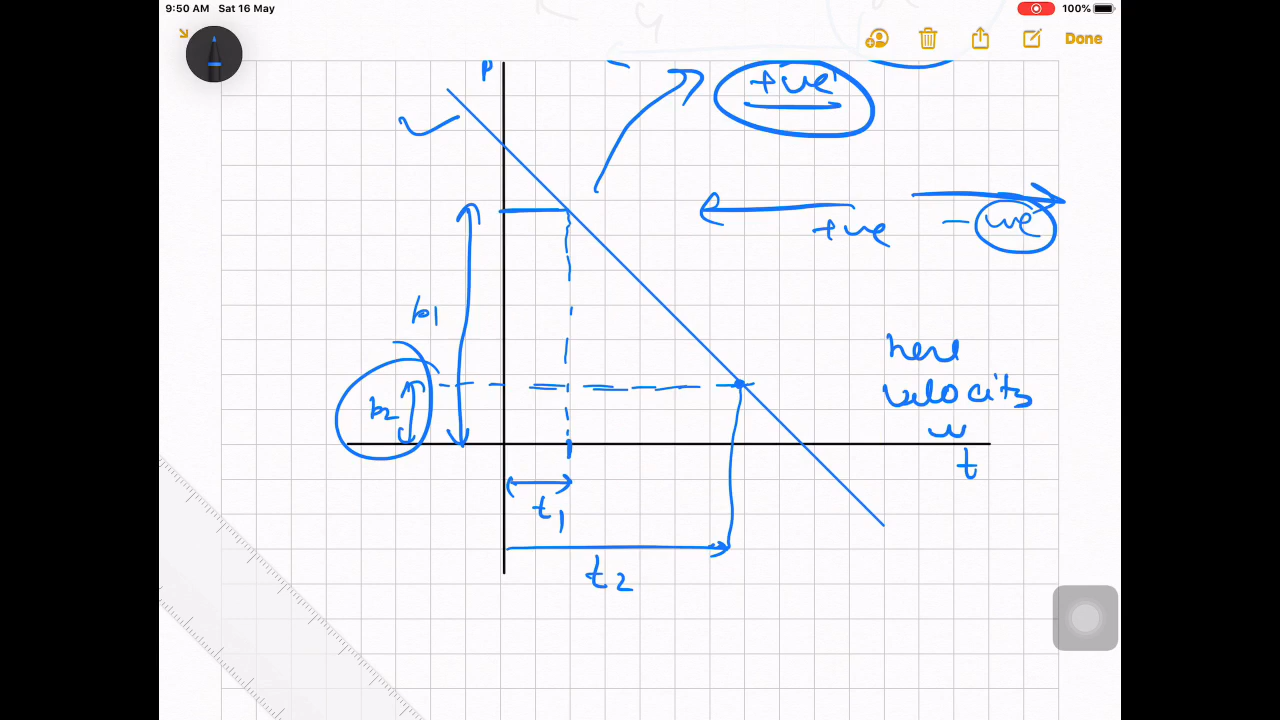 9:50 AM Sat 16 May
100%
Done
P
+ve
+ve
-ve
b1
b2
here
velocity
t
t1
t2